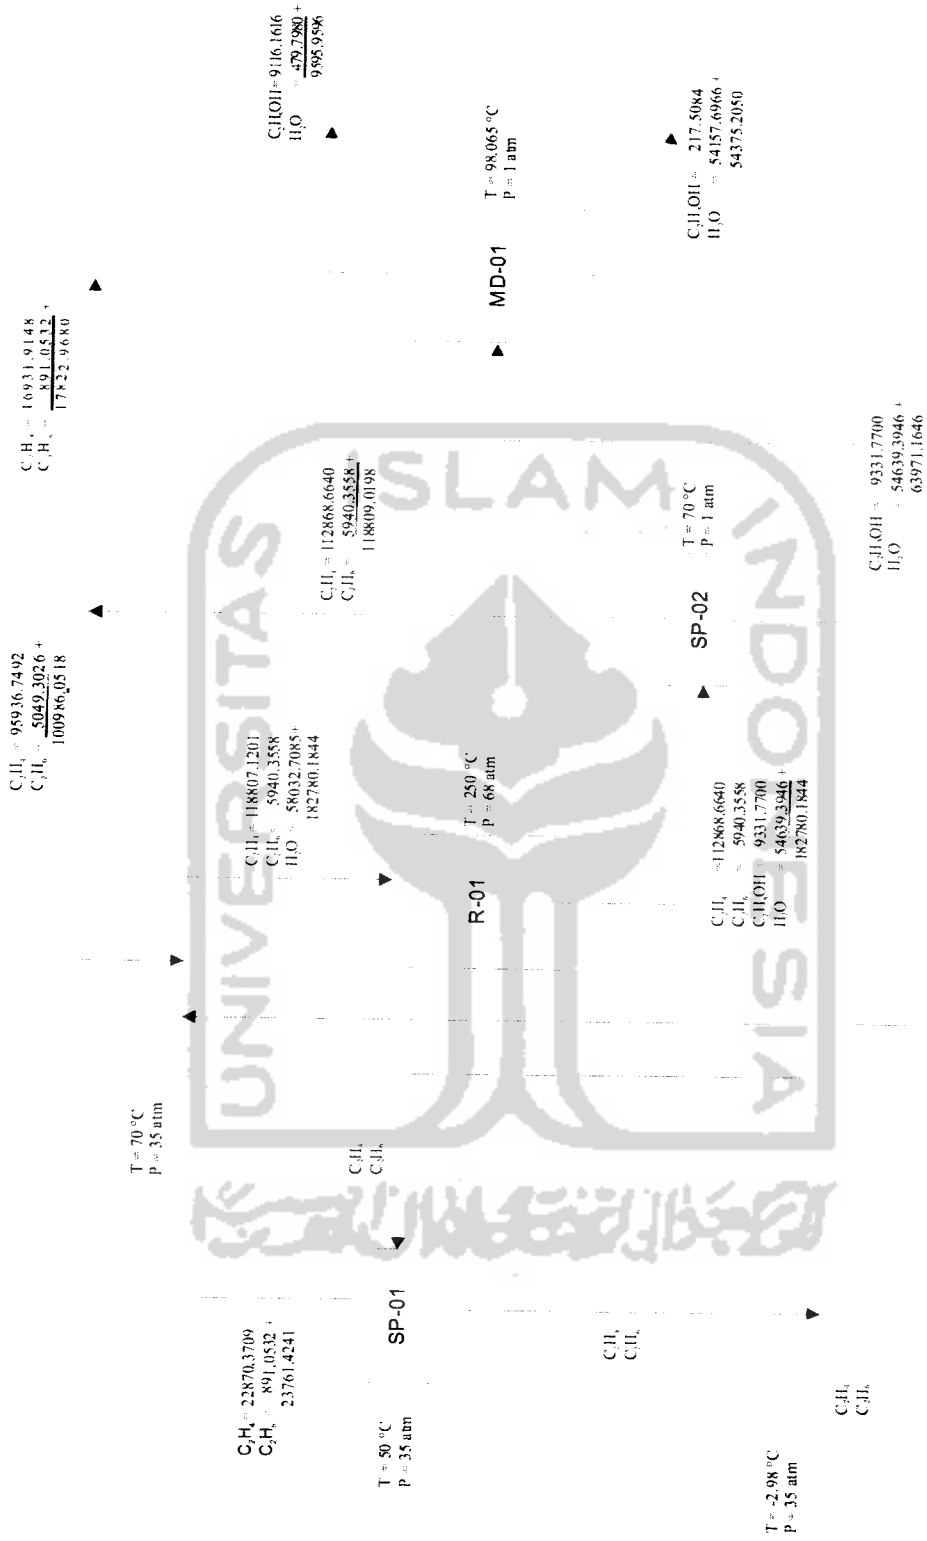 C₂H₄ = 95936.7492
C₂H₆ = 5049.3026 +
100986.0518
C₂H₄ = 16931.9148
C₂H₆ = 891.0532 +
17822.9680
T = 70 °C
P = 35 atm
C₂H₄ = 22870.3709
C₂H₆ = 891.0532 +
23761.4241
C₂H₄ = 118807.1201
C₂H₆ = 5940.3558
H₂O = 58032.7085 +
182780.1844
C₂H₄ = 112868.6640
C₂H₆ = 5940.3558 +
118809.0198
C₂H₅OH = 9116.1616
H₂O = 479.7980 +
9595.9596
T = 50 °C
P = 35 atm
SP-01
C₂H₄
C₂H₆
R-01
T = 250 °C
P = 68 atm
MD-01
T = 98.065 °C
P = 1 atm
C₂H₄
C₂H₆
SP-02
T = 70 °C
P = 1 atm
C₂H₅OH = 217.5084
H₂O = 54157.6966 +
54375.2050
C₂H₄ = 112868.6640
C₂H₆ = 5940.3558
C₂H₅OH = 9331.7700
H₂O = 54639.3946 +
182780.1844
T = -2.98 °C
P = 35 atm
C₂H₄
C₂H₆
C₂H₅OH = 9331.7700
H₂O = 54639.3946 +
63971.1646
UNIVERSITAS
ISLAM
INDONESIA